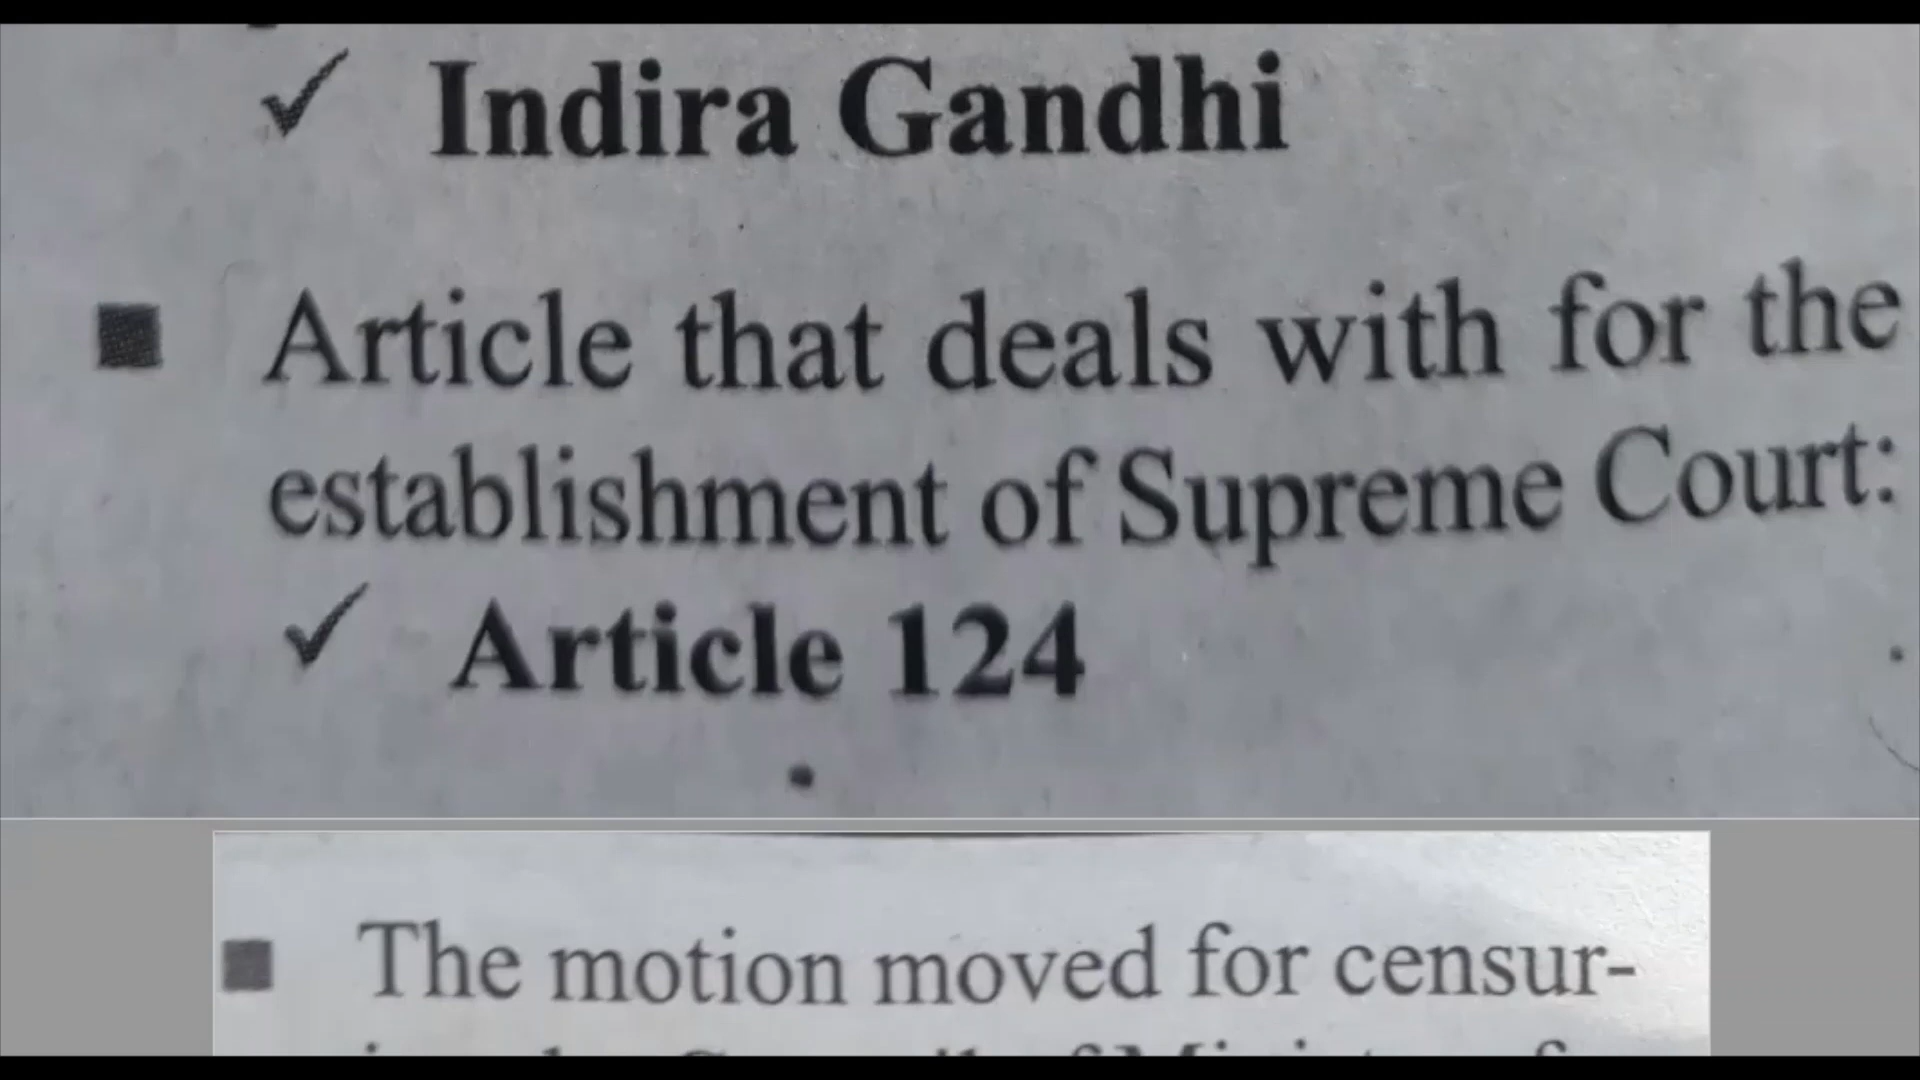 ✓ Indira Gandhi
■ Article that deals with for the
establishment of Supreme Court:
✓ Article 124
■ The motion moved for censur-